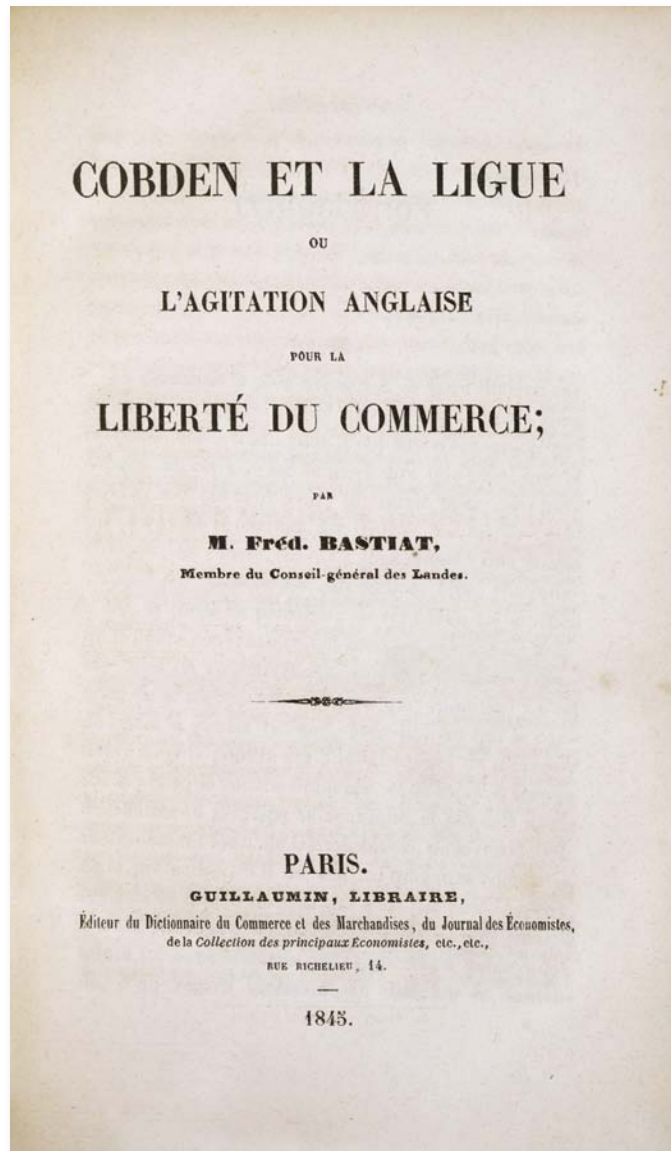 COBDEN ET LA LIGUE
OU
L'AGITATION ANGLAISE
POUR LA
LIBERTÉ DU COMMERCE;
PAR
M. Fréd. BASTIAT,
Membre du Conseil-général des Landes.
PARIS.
GUILLAUMIN, LIBRAIRE,
Éditeur du Dictionnaire du Commerce et des Marchandises, du Journal des Économistes,
de la Collection des principaux Economistes, etc., etc.,
RUE RICHELIEU, 14.
1845.